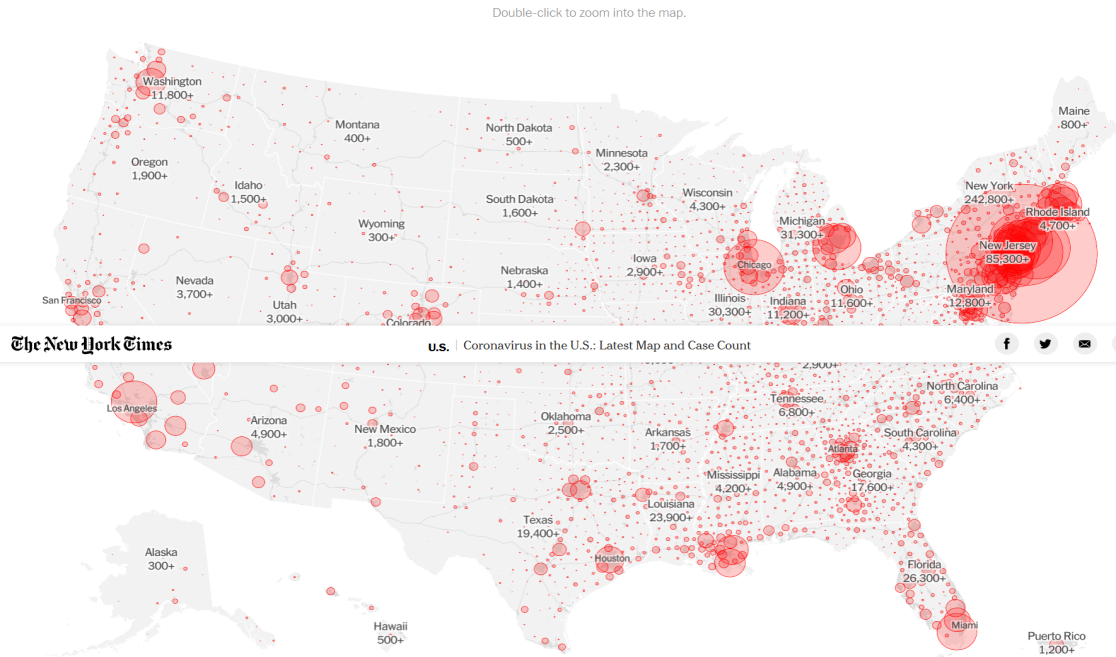 Double-click to zoom into the map.
Washington
11,800+
Montana
400+
North Dakota
500+
Minnesota
2,300+
Maine
800+
Oregon
1,900+
Idaho
1,500+
South Dakota
1,600+
Wisconsin
4,300+
New York
242,800+
Wyoming
300+
Michigan
31,300+
Rhode Island
4,700+
New Jersey
85,300+
Nevada
3,700+
Nebraska
1,400+
Iowa
2,900+
Chicago
San Francisco
Utah
3,000+
Illinois
30,300+
Indiana
11,200+
Ohio
11,600+
Maryland
12,800+
Colorado
The New York Times
U.S.
Coronavirus in the U.S.: Latest Map and Case Count
2,900+
Los Angeles
Arizona
4,900+
New Mexico
1,800+
Oklahoma
2,500+
Arkansas
1,700+
Tennessee
6,800+
North Carolina
6,400+
South Carolina
4,300+
Atlanta
Mississippi
4,200+
Alabama
4,900+
Georgia
17,600+
Louisiana
23,900+
Texas
19,400+
Houston
Alaska
300+
Florida
26,300+
Miami
Hawaii
500+
Puerto Rico
1,200+